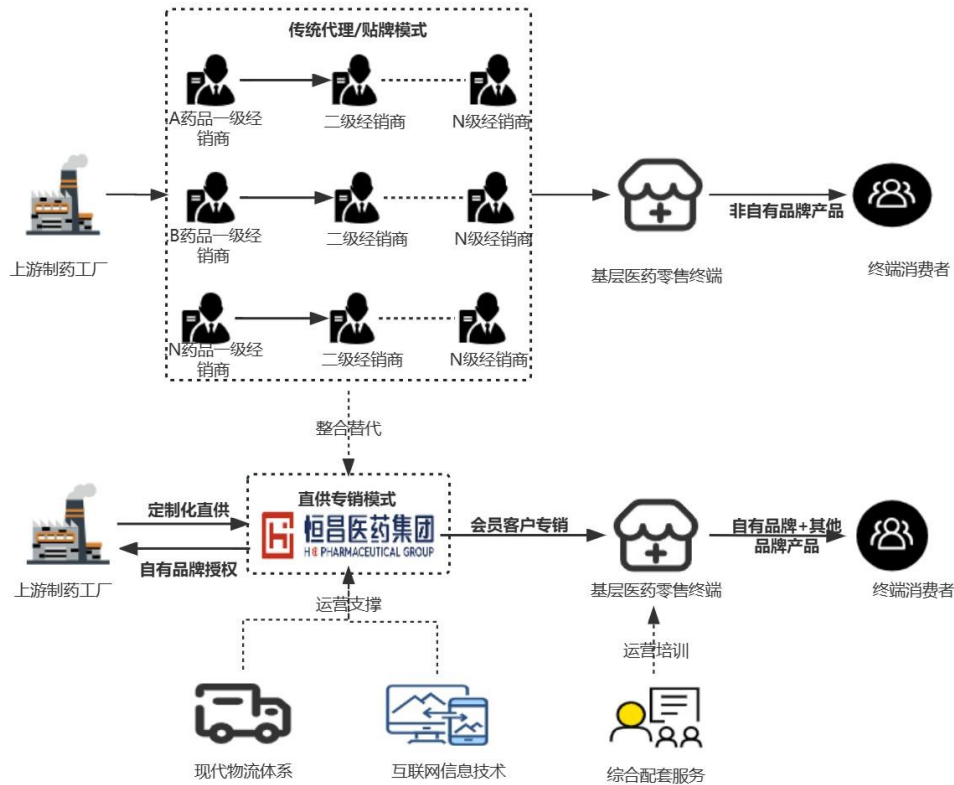 传统代理/贴牌模式
A药品一级经
销商
二级经销商
N级经销商
B药品一级经
销商
二级经销商
N级经销商
N药品一级经
销商
二级经销商
N级经销商
上游制药工厂
基层医药零售终端
非自有品牌产品
终端消费者
整合替代
直供专销模式
恒昌医药集团
PHARMACEUTICAL GROUP
定制化直供
自有品牌授权
上游制药工厂
会员客户专销
基层医药零售终端
自有品牌+其他
品牌产品
终端消费者
运营支撑
运营培训
现代物流体系
互联网信息技术
综合配套服务